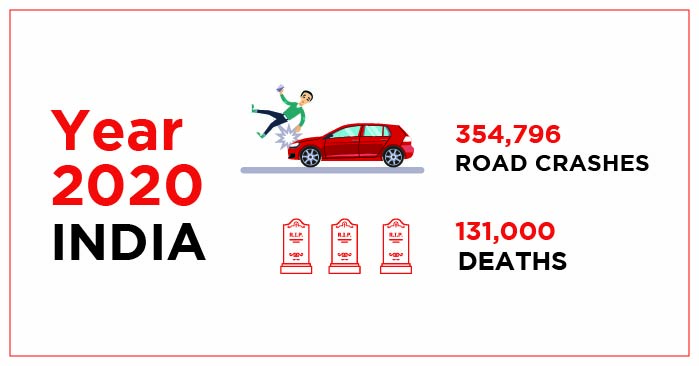 Year
2020
INDIA
354,796
ROAD CRASHES
R.I.P. R.I.P. R.I.P.
131,000
DEATHS